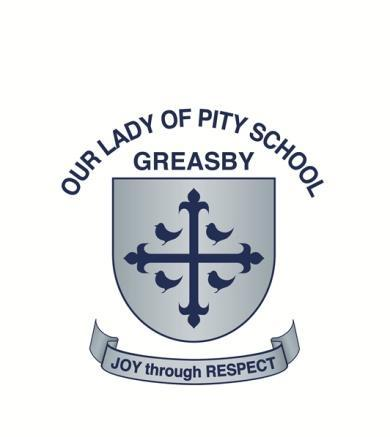 OUR LADY OF PITY SCHOOL
GREASBY
JOY through RESPECT